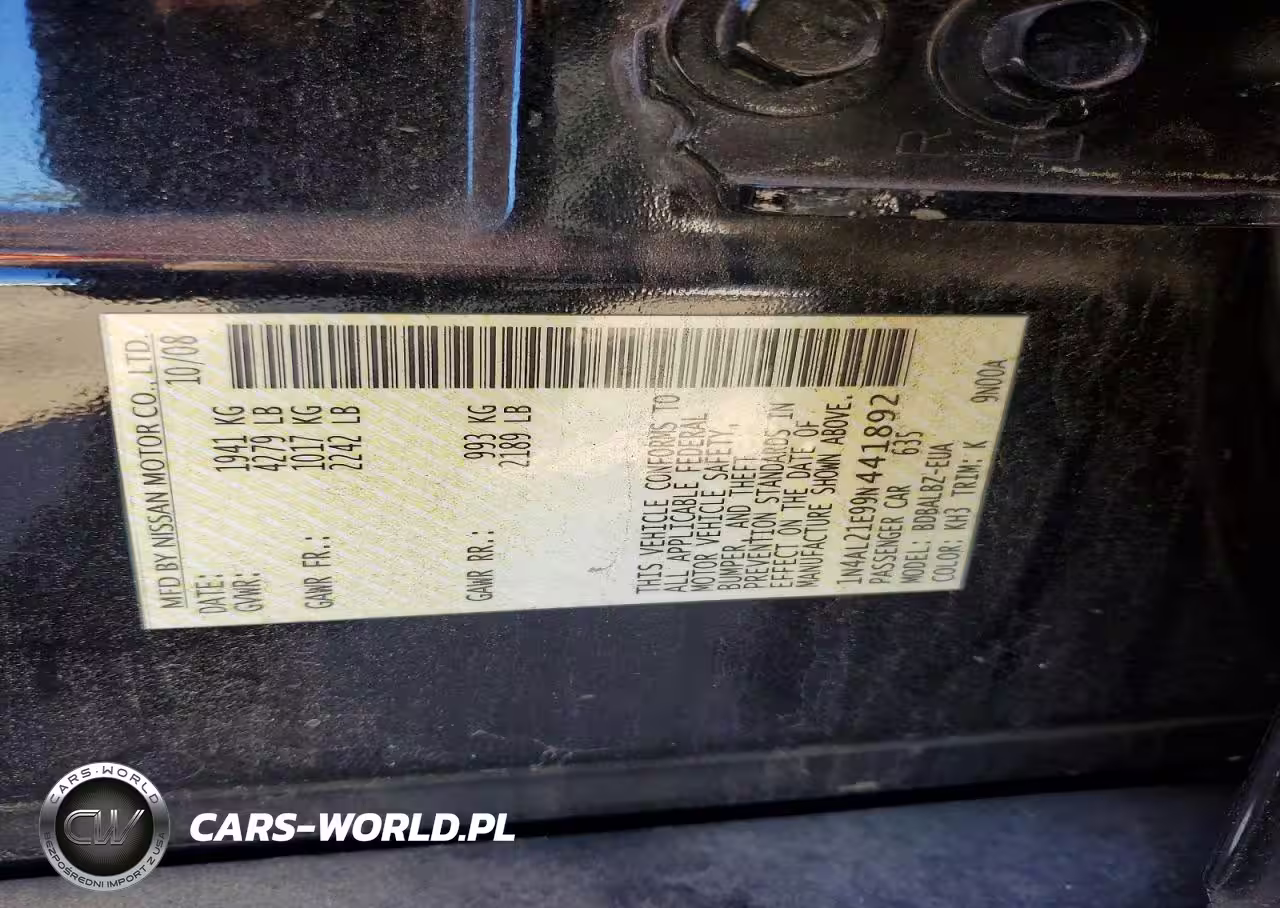 MFD BY NISSAN MOTOR CO., LTD.
DATE: 10/08
GVWR: 1941 KG
4279 LB
GAWR FR.: 1017 KG
2242 LB
GAWR RR.: 993 KG
2189 LB
THIS VEHICLE CONFORMS TO
ALL APPLICABLE FEDERAL
MOTOR VEHICLE SAFETY,
BUMPER, AND THEFT
PREVENTION STANDARDS IN
EFFECT ON THE DATE OF
MANUFACTURE SHOWN ABOVE.
1N4AL21E99N441892
PASSENGER CAR 635
MODEL: BDBALBZ-EUA
COLOR: KH3 TRIM: K 9N00A
CARS·WORLD
CW
BEZPOŚREDNI IMPORT Z USA
CARS-WORLD.PL